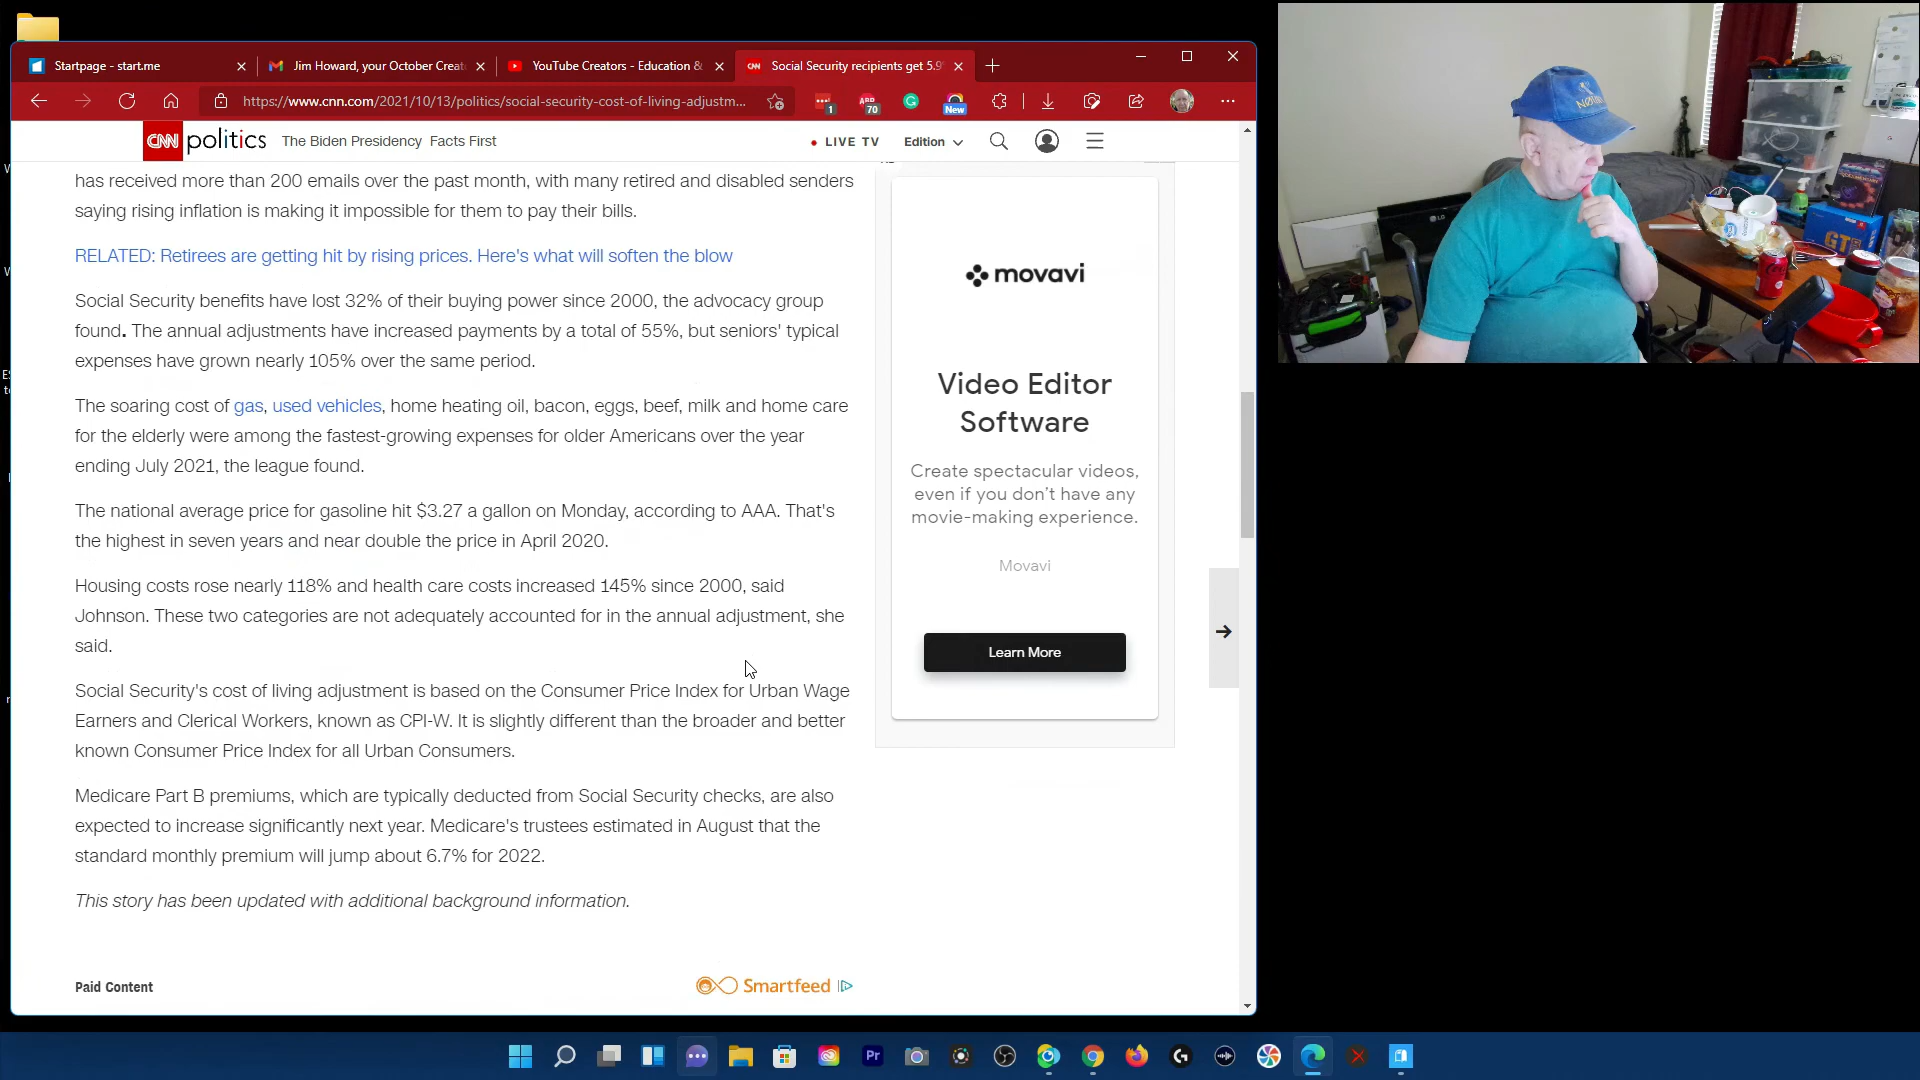 Startpage - start.me
Jim Howard, your October Creat
YouTube Creators - Education &
Social Security recipients get 5.9
https://www.cnn.com/2021/10/13/politics/social-security-cost-of-living-adjustm...
1
ABP
70
New
CNN politics
The Biden Presidency Facts First
LIVE TV
Edition
has received more than 200 emails over the past month, with many retired and disabled senders
saying rising inflation is making it impossible for them to pay their bills.
RELATED: Retirees are getting hit by rising prices. Here's what will soften the blow
Social Security benefits have lost 32% of their buying power since 2000, the advocacy group
found. The annual adjustments have increased payments by a total of 55%, but seniors' typical
expenses have grown nearly 105% over the same period.
The soaring cost of gas, used vehicles, home heating oil, bacon, eggs, beef, milk and home care
for the elderly were among the fastest-growing expenses for older Americans over the year
ending July 2021, the league found.
The national average price for gasoline hit $3.27 a gallon on Monday, according to AAA. That's
the highest in seven years and near double the price in April 2020.
Housing costs rose nearly 118% and health care costs increased 145% since 2000, said
Johnson. These two categories are not adequately accounted for in the annual adjustment, she
said.
Social Security's cost of living adjustment is based on the Consumer Price Index for Urban Wage
Earners and Clerical Workers, known as CPI-W. It is slightly different than the broader and better
known Consumer Price Index for all Urban Consumers.
Medicare Part B premiums, which are typically deducted from Social Security checks, are also
expected to increase significantly next year. Medicare's trustees estimated in August that the
standard monthly premium will jump about 6.7% for 2022.
This story has been updated with additional background information.
Paid Content
Smartfeed
movavi
Video Editor
Software
Create spectacular videos,
even if you don't have any
movie-making experience.
Movavi
Learn More
Pr
LG